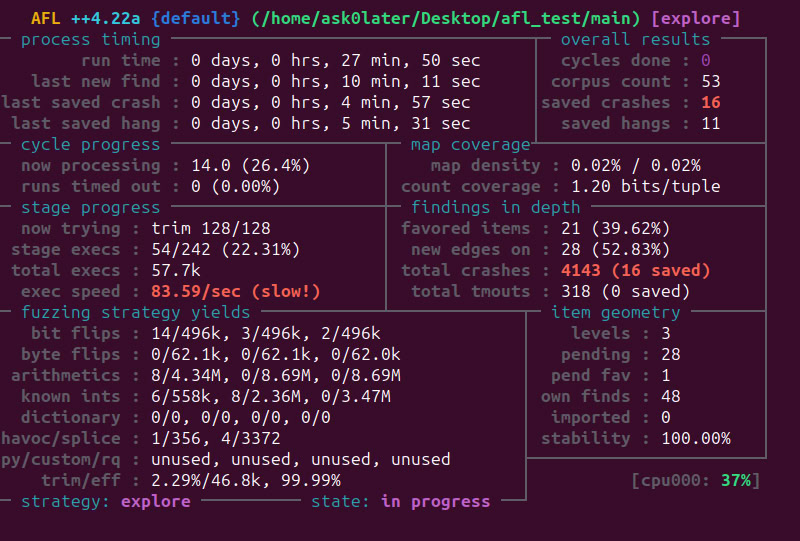 AFL ++4.22a {default} (/home/ask0later/Desktop/afl_test/main) [explore]
process timing overall results
run time : 0 days, 0 hrs, 27 min, 50 sec cycles done : 0
last new find : 0 days, 0 hrs, 10 min, 11 sec corpus count : 53
last saved crash : 0 days, 0 hrs, 4 min, 57 sec saved crashes : 16
last saved hang : 0 days, 0 hrs, 5 min, 31 sec saved hangs : 11
cycle progress map coverage
now processing : 14.0 (26.4%) map density : 0.02% / 0.02%
runs timed out : 0 (0.00%) count coverage : 1.20 bits/tuple
stage progress findings in depth
now trying : trim 128/128 favored items : 21 (39.62%)
stage execs : 54/242 (22.31%) new edges on : 28 (52.83%)
total execs : 57.7k total crashes : 4143 (16 saved)
exec speed : 83.59/sec (slow!) total tmouts : 318 (0 saved)
fuzzing strategy yields item geometry
bit flips : 14/496k, 3/496k, 2/496k levels : 3
byte flips : 0/62.1k, 0/62.1k, 0/62.0k pending : 28
arithmetics : 8/4.34M, 0/8.69M, 0/8.69M pend fav : 1
known ints : 6/558k, 8/2.36M, 0/3.47M own finds : 48
dictionary : 0/0, 0/0, 0/0, 0/0 imported : 0
havoc/splice : 1/356, 4/3372 stability : 100.00%
py/custom/rq : unused, unused, unused, unused
trim/eff : 2.29%/46.8k, 99.99% [cpu000: 37%]
strategy: explore state: in progress